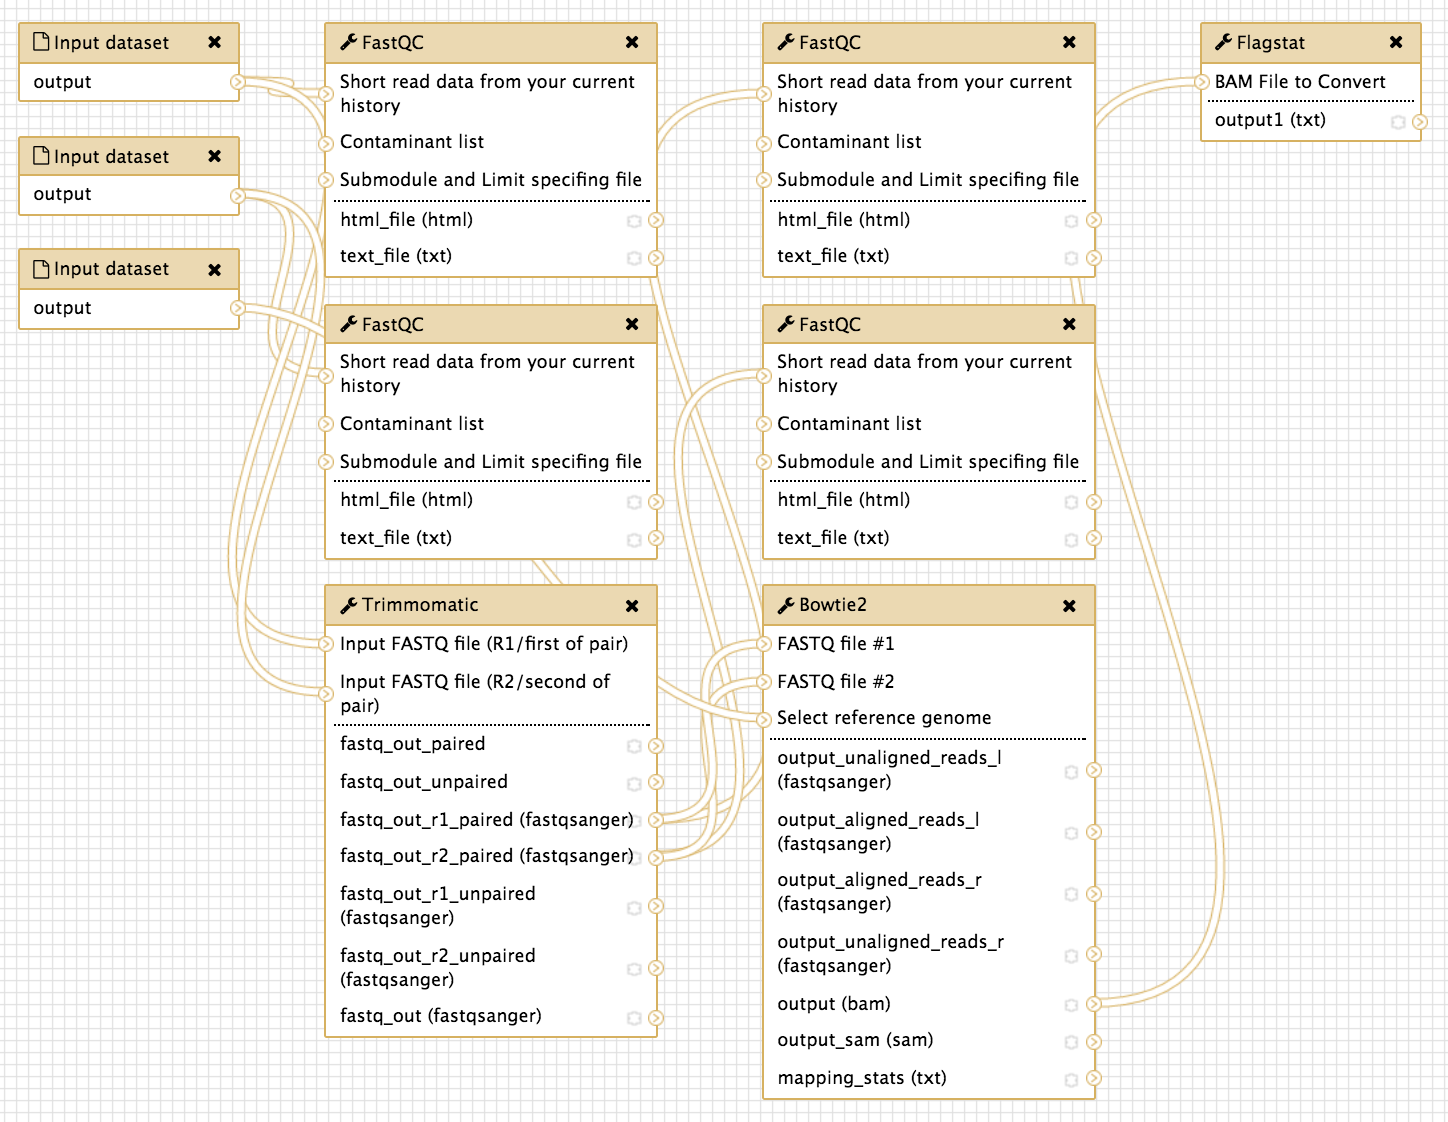 Input dataset
output
Input dataset
output
Input dataset
output
FastQC
Short read data from your current
history
Contaminant list
Submodule and Limit specifing file
html_file (html)
text_file (txt)
FastQC
Short read data from your current
history
Contaminant list
Submodule and Limit specifing file
html_file (html)
text_file (txt)
Trimmomatic
Input FASTQ file (R1/first of pair)
Input FASTQ file (R2/second of
pair)
fastq_out_paired
fastq_out_unpaired
fastq_out_r1_paired (fastqsanger)
fastq_out_r2_paired (fastqsanger)
fastq_out_r1_unpaired
(fastqsanger)
fastq_out_r2_unpaired
(fastqsanger)
fastq_out (fastqsanger)
FastQC
Short read data from your current
history
Contaminant list
Submodule and Limit specifing file
html_file (html)
text_file (txt)
FastQC
Short read data from your current
history
Contaminant list
Submodule and Limit specifing file
html_file (html)
text_file (txt)
Bowtie2
FASTQ file #1
FASTQ file #2
Select reference genome
output_unaligned_reads_l
(fastqsanger)
output_aligned_reads_l
(fastqsanger)
output_aligned_reads_r
(fastqsanger)
output_unaligned_reads_r
(fastqsanger)
output (bam)
output_sam (sam)
mapping_stats (txt)
Flagstat
BAM File to Convert
output1 (txt)